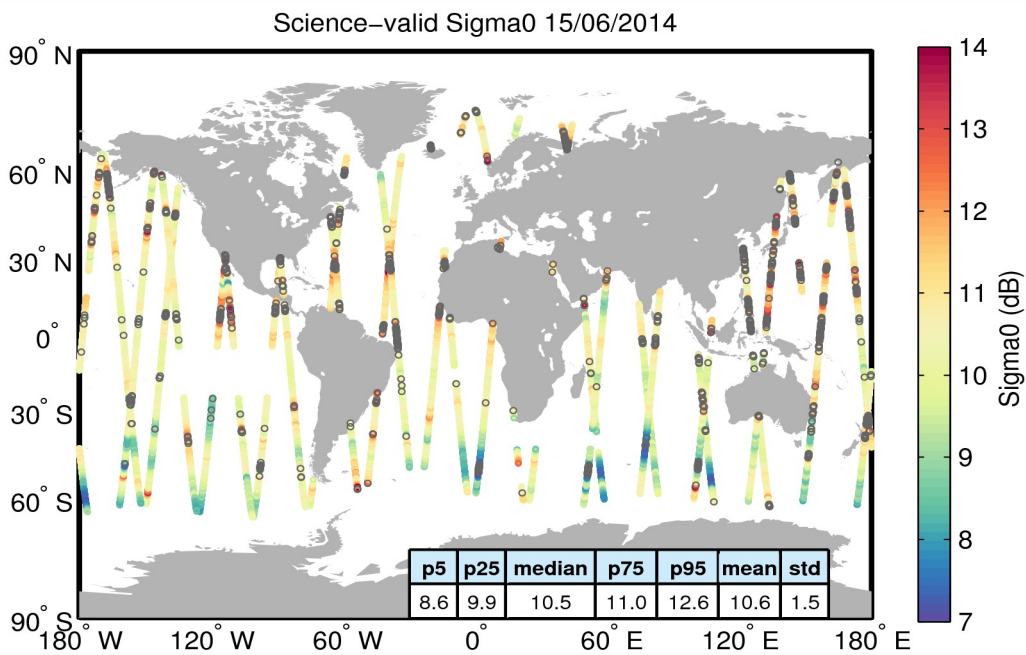 Science−valid Sigma0 15/06/2014
90° N
60° N
30° N
0°
30° S
60° S
90° S
180° W
120° W
60° W
0°
60° E
120° E
180° E
14
13
12
11
10
9
8
7
Sigma0 (dB)
p5 p25 median p75 p95 mean std
8.6 9.9 10.5 11.0 12.6 10.6 1.5